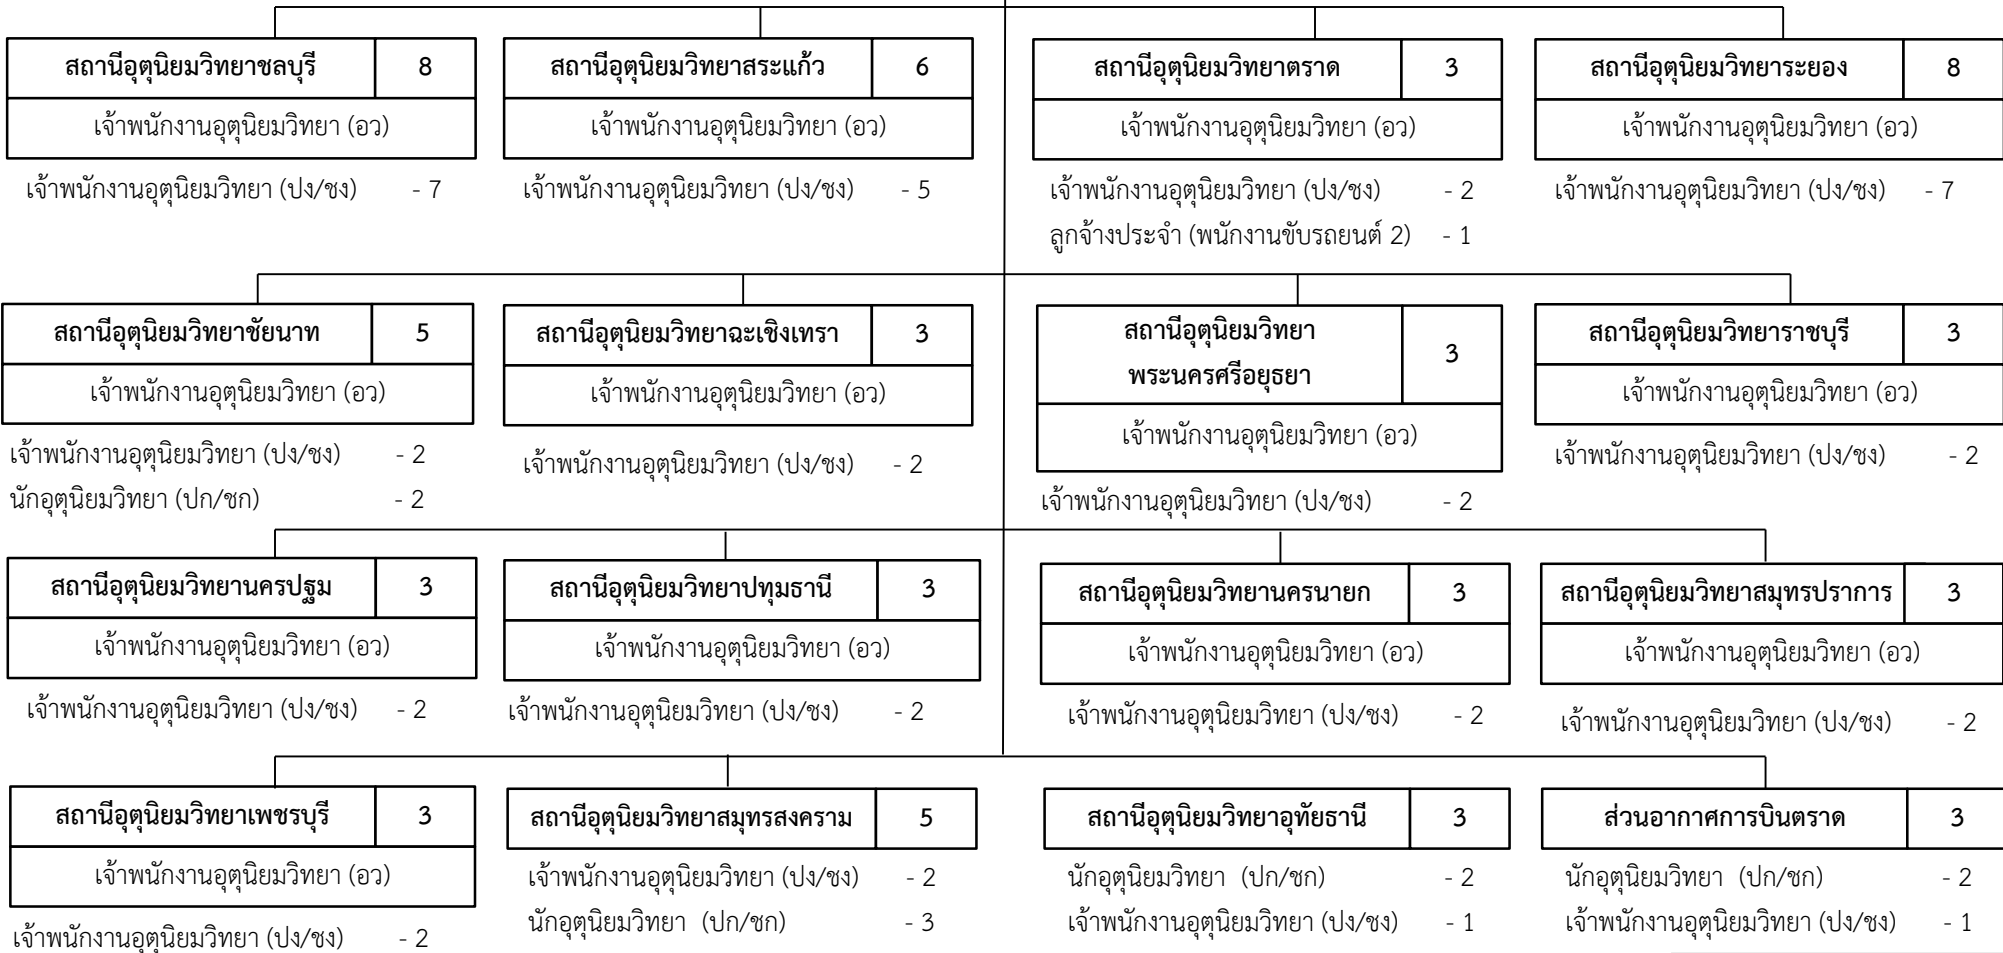 สถานีอุตุนิยมวิทยาชลบุรี 8
เจ้าพนักงานอุตุนิยมวิทยา (อว)
เจ้าพนักงานอุตุนิยมวิทยา (ปง/ชง) - 7
สถานีอุตุนิยมวิทยาสระแก้ว 6
เจ้าพนักงานอุตุนิยมวิทยา (อว)
เจ้าพนักงานอุตุนิยมวิทยา (ปง/ชง) - 5
สถานีอุตุนิยมวิทยาตราด 3
เจ้าพนักงานอุตุนิยมวิทยา (อว)
เจ้าพนักงานอุตุนิยมวิทยา (ปง/ชง) - 2
ลูกจ้างประจำ (พนักงานขับรถยนต์ 2) - 1
สถานีอุตุนิยมวิทยาระยอง 8
เจ้าพนักงานอุตุนิยมวิทยา (อว)
เจ้าพนักงานอุตุนิยมวิทยา (ปง/ชง) - 7
สถานีอุตุนิยมวิทยาชัยนาท 5
เจ้าพนักงานอุตุนิยมวิทยา (อว)
เจ้าพนักงานอุตุนิยมวิทยา (ปง/ชง) - 2
นักอุตุนิยมวิทยา (ปก/ชก) - 2
สถานีอุตุนิยมวิทยาฉะเชิงเทรา 3
เจ้าพนักงานอุตุนิยมวิทยา (อว)
เจ้าพนักงานอุตุนิยมวิทยา (ปง/ชง) - 2
สถานีอุตุนิยมวิทยา
พระนครศรีอยุธยา 3
เจ้าพนักงานอุตุนิยมวิทยา (อว)
เจ้าพนักงานอุตุนิยมวิทยา (ปง/ชง) - 2
สถานีอุตุนิยมวิทยาราชบุรี 3
เจ้าพนักงานอุตุนิยมวิทยา (อว)
เจ้าพนักงานอุตุนิยมวิทยา (ปง/ชง) - 2
สถานีอุตุนิยมวิทยานครปฐม 3
เจ้าพนักงานอุตุนิยมวิทยา (อว)
เจ้าพนักงานอุตุนิยมวิทยา (ปง/ชง) - 2
สถานีอุตุนิยมวิทยาปทุมธานี 3
เจ้าพนักงานอุตุนิยมวิทยา (อว)
เจ้าพนักงานอุตุนิยมวิทยา (ปง/ชง) - 2
สถานีอุตุนิยมวิทยานครนายก 3
เจ้าพนักงานอุตุนิยมวิทยา (อว)
เจ้าพนักงานอุตุนิยมวิทยา (ปง/ชง) - 2
สถานีอุตุนิยมวิทยาสมุทรปราการ 3
เจ้าพนักงานอุตุนิยมวิทยา (อว)
เจ้าพนักงานอุตุนิยมวิทยา (ปง/ชง) - 2
สถานีอุตุนิยมวิทยาเพชรบุรี 3
เจ้าพนักงานอุตุนิยมวิทยา (อว)
เจ้าพนักงานอุตุนิยมวิทยา (ปง/ชง) - 2
สถานีอุตุนิยมวิทยาสมุทรสงคราม 5
เจ้าพนักงานอุตุนิยมวิทยา (ปง/ชง) - 2
นักอุตุนิยมวิทยา (ปก/ชก) - 3
สถานีอุตุนิยมวิทยาอุทัยธานี 3
นักอุตุนิยมวิทยา (ปก/ชก) - 2
เจ้าพนักงานอุตุนิยมวิทยา (ปง/ชง) - 1
ส่วนอากาศการบินตราด 3
นักอุตุนิยมวิทยา (ปก/ชก) - 2
เจ้าพนักงานอุตุนิยมวิทยา (ปง/ชง) - 1